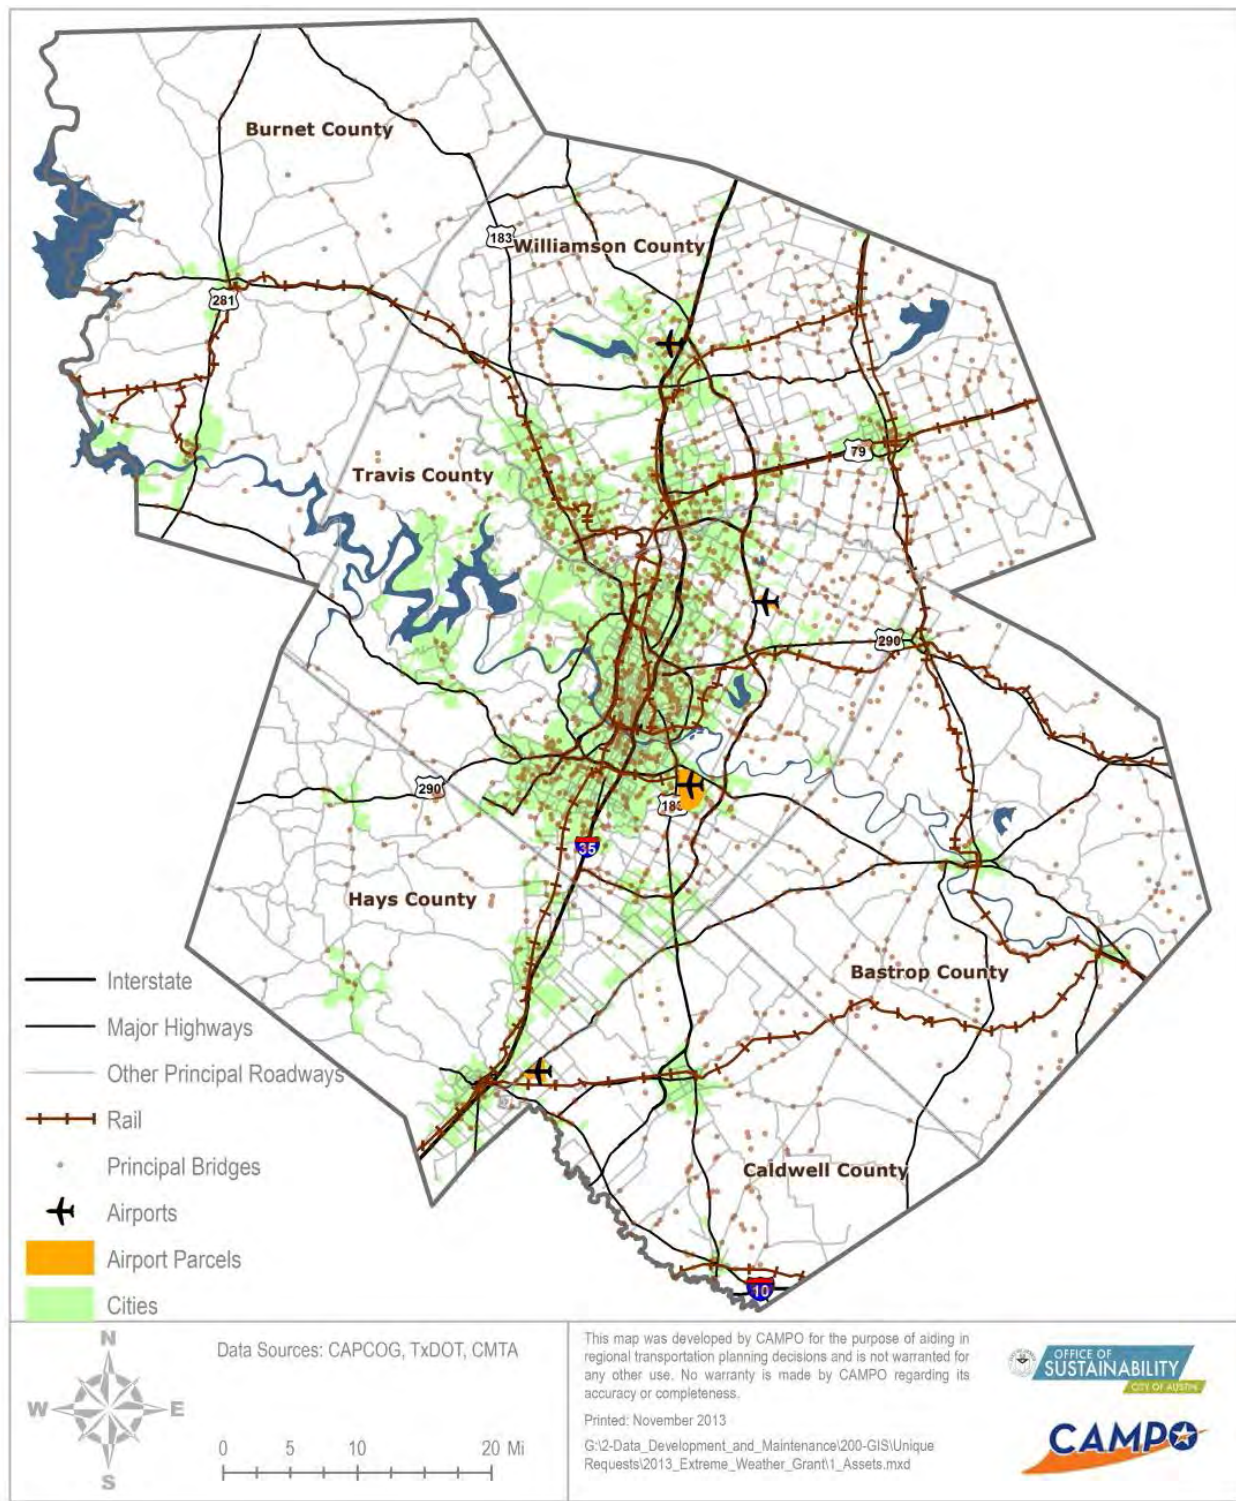 Burnet County
183
Williamson County
281
79
Travis County
290
290
183
35
Hays County
Bastrop County
Caldwell County
10
Interstate
Major Highways
Other Principal Roadways
Rail
Principal Bridges
Airports
Airport Parcels
Cities
N
W E
S
Data Sources: CAPCOG, TxDOT, CMTA
0 5 10 20 Mi
This map was developed by CAMPO for the purpose of aiding in
regional transportation planning decisions and is not warranted for
any other use. No warranty is made by CAMPO regarding its
accuracy or completeness.
Printed: November 2013
G:\2-Data_Development_and_Maintenance\200-GIS\Unique
Requests\2013_Extreme_Weather_Grant\1_Assets.mxd
OFFICE OF
SUSTAINABILITY
CITY OF AUSTIN
CAMPO